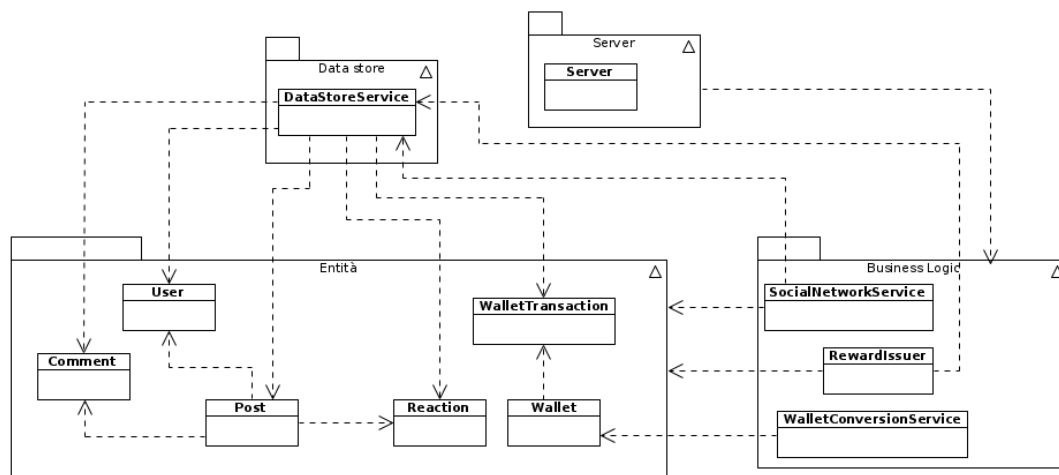 Server
Server
Data store
DataStoreService
Entità
Business Logic
User
WalletTransaction
SocialNetworkService
Comment
RewardIssuer
Post
Reaction
Wallet
WalletConversionService